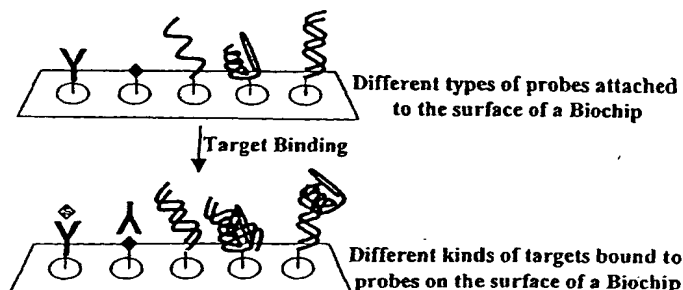 Different types of probes attached
to the surface of a Biochip
Target Binding
Different kinds of targets bound to
probes on the surface of a Biochip